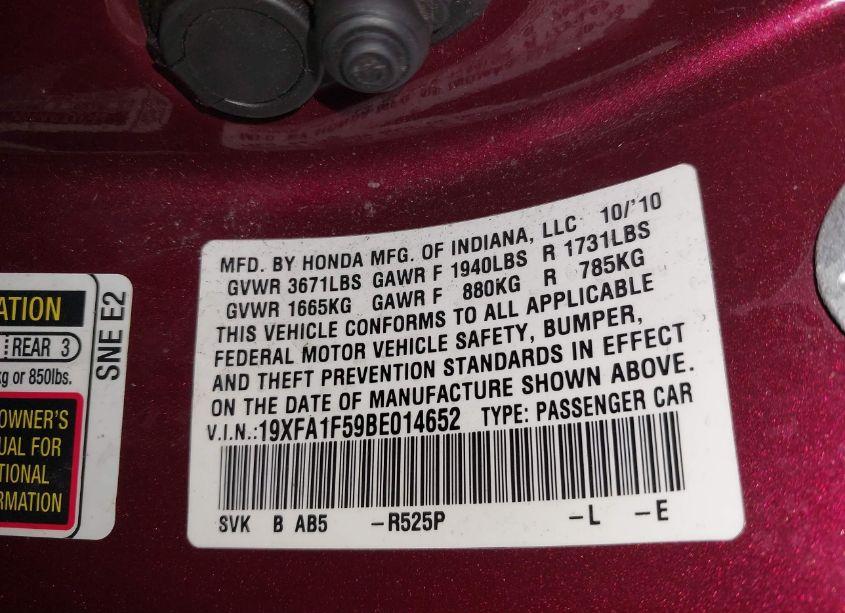 MFD. BY HONDA MFG. OF INDIANA, LLC 10/'10
GVWR 3671LBS GAWR F 1940LBS R 1731LBS
GVWR 1665KG GAWR F 880KG R 785KG
THIS VEHICLE CONFORMS TO ALL APPLICABLE
FEDERAL MOTOR VEHICLE SAFETY, BUMPER,
AND THEFT PREVENTION STANDARDS IN EFFECT
ON THE DATE OF MANUFACTURE SHOWN ABOVE.
V.I.N.:19XFA1F59BE014652 TYPE: PASSENGER CAR
SVK B AB5 -R525P -L -E
ATION
REAR 3
kg or 850lbs.
SNE E2
OWNER'S
UAL FOR
TIONAL
RMATION